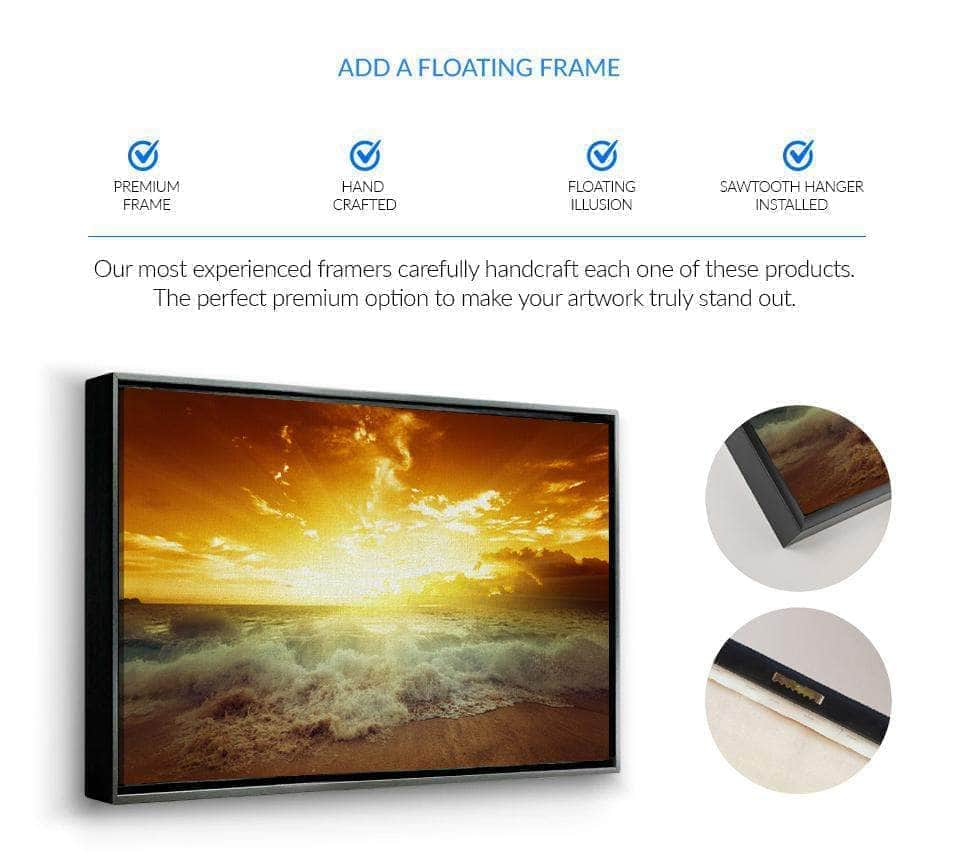 ADD A FLOATING FRAME
PREMIUM
FRAME
HAND
CRAFTED
FLOATING
ILLUSION
SAWTOOTH HANGER
INSTALLED
Our most experienced framers carefully handcraft each one of these products.
The perfect premium option to make your artwork truly stand out.